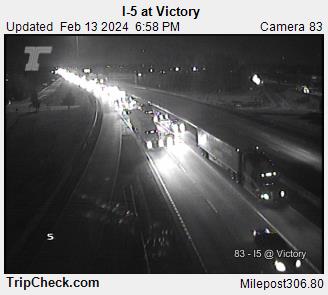 I-5 at Victory
Updated Feb 13 2024 6:58 PM Camera 83
T
S
83 - I5 @ Victory
TripCheck.com Milepost306.80